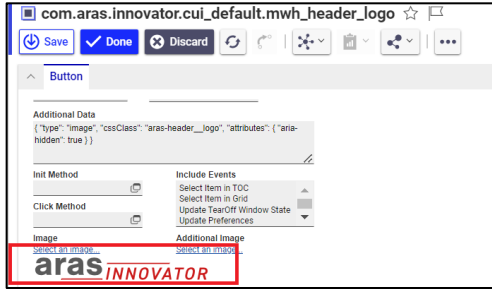 com.aras.innovator.cui_default.mwh_header_logo
Save Done Discard
Button
Additional Data
{ "type": "image", "cssClass": "aras-header__logo", "attributes": { "aria-
hidden": true } }
Init Method
Include Events
Select Item in TOC
Select Item in Grid
Update TearOff Window State
Update Preferences
Click Method
Image
Additional Image
Select an image...
Select an image...
aras INNOVATOR